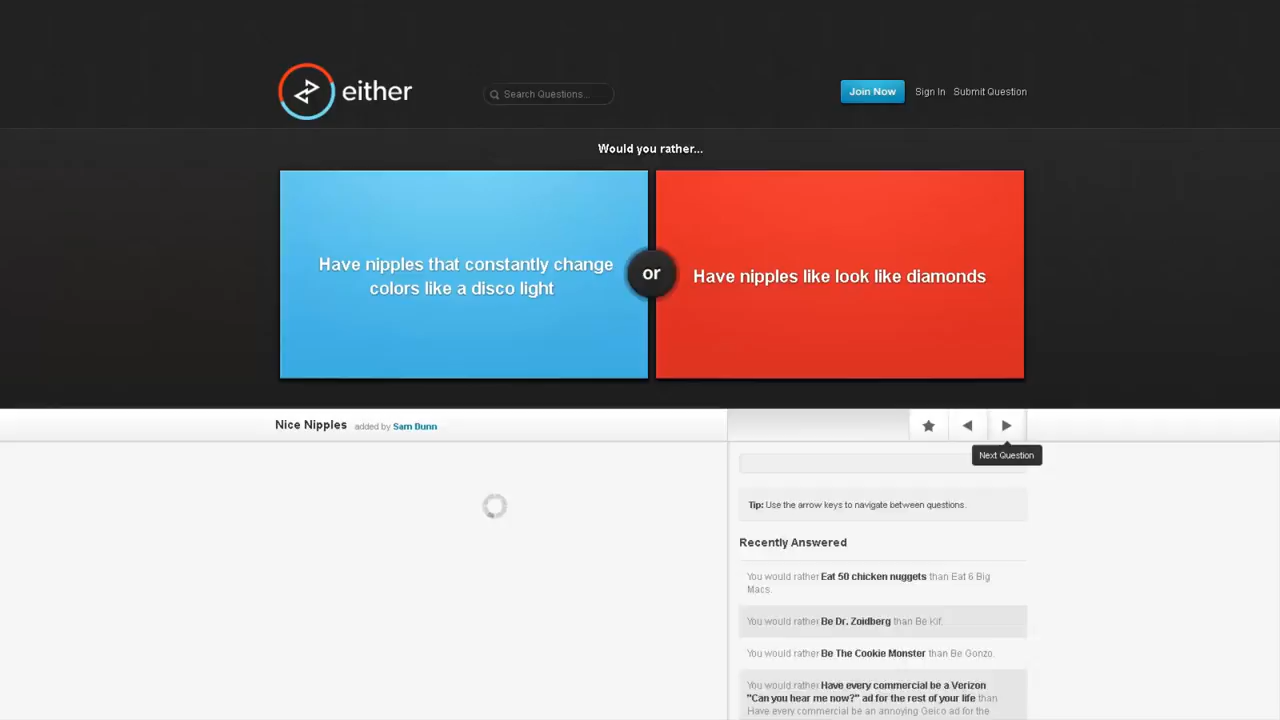 either
Search Questions...
Join Now
Sign In
Submit Question
Would you rather...
Have nipples that constantly change
colors like a disco light
or
Have nipples like look like diamonds
Nice Nipples added by Sam Bunn
Next Question
Tip: Use the arrow keys to navigate between questions.
Recently Answered
You would rather Eat 50 chicken nuggets than Eat 6 Big
Macs.
You would rather Be Dr. Zoidberg than Be Kif.
You would rather Be The Cookie Monster than Be Gonzo.
You would rather Have every commercial be a Verizon
"Can you hear me now?" ad for the rest of your life than
Have every commercial be an annoying Geico ad for the